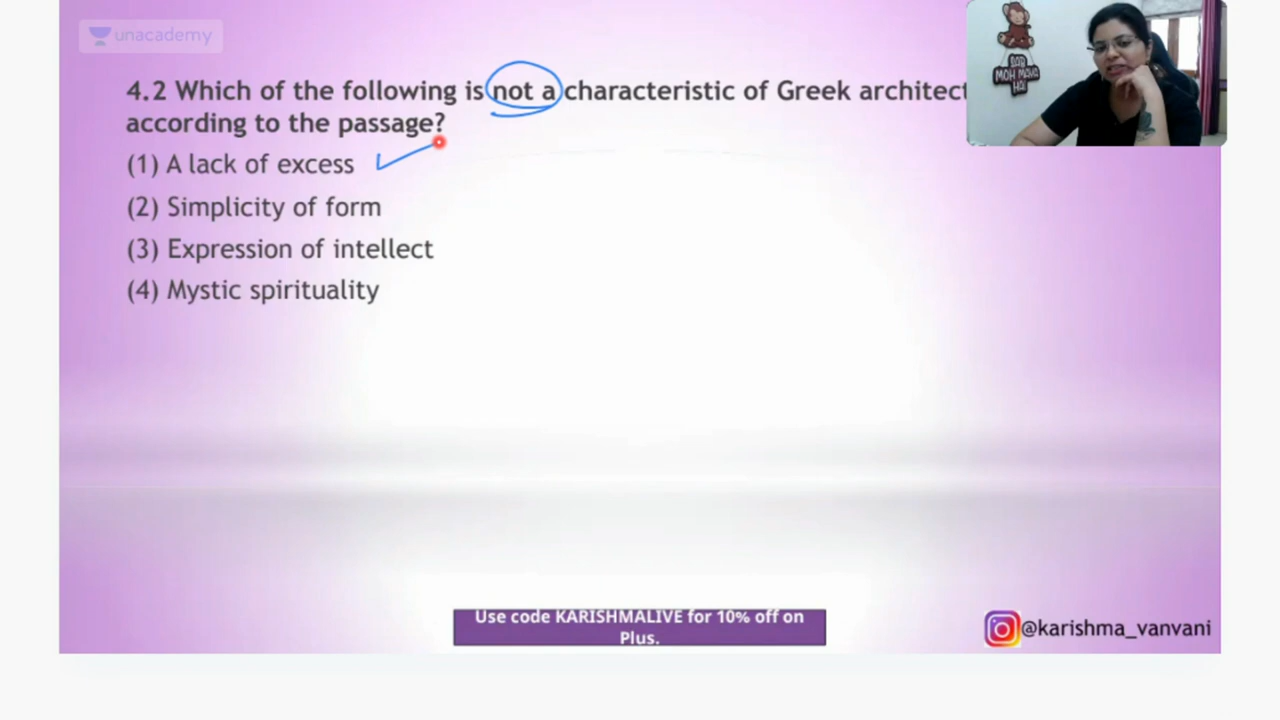 unacademy
4.2 Which of the following is not a characteristic of Greek architect
according to the passage?
(1) A lack of excess
(2) Simplicity of form
(3) Expression of intellect
(4) Mystic spirituality
MOH MAYA
HAI
Use code KARISHMALIVE for 10% off on
Plus.
@karishma_vanvani